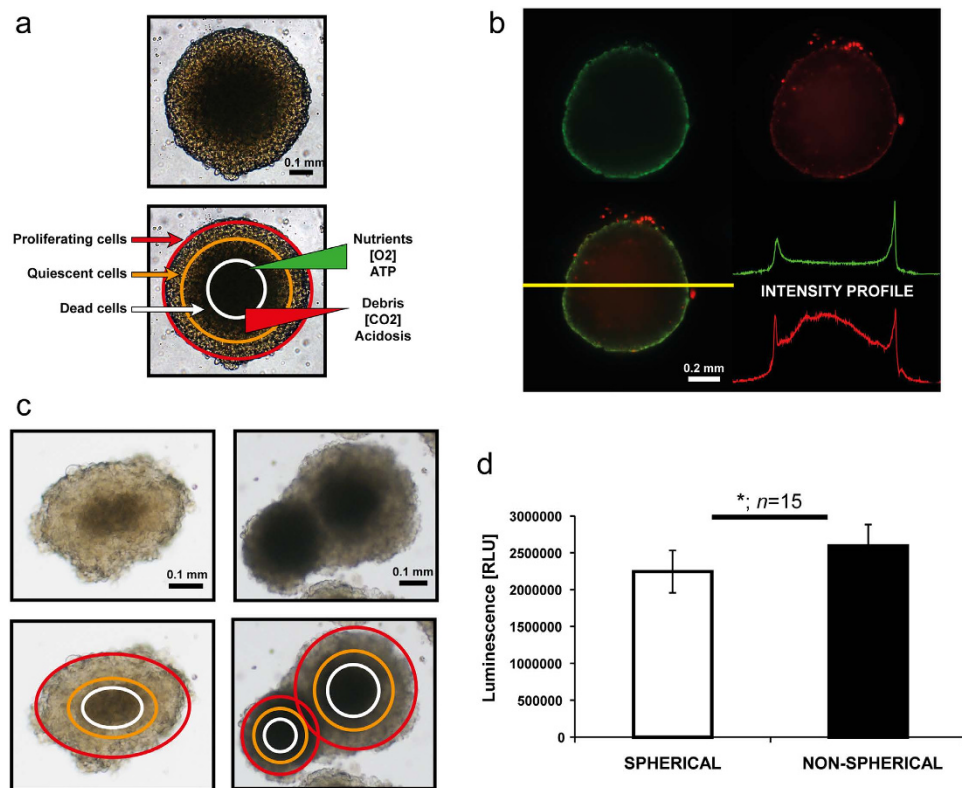 a
0.1 mm
Proliferating cells
Quiescent cells
Dead cells
Nutrients
[O2]
ATP
Debris
[CO2]
Acidosis
b
INTENSITY PROFILE
0.2 mm
c
0.1 mm
0.1 mm
d
*; n=15
Luminescence [RLU]
3000000
2500000
2000000
1500000
1000000
500000
0
SPHERICAL
NON-SPHERICAL